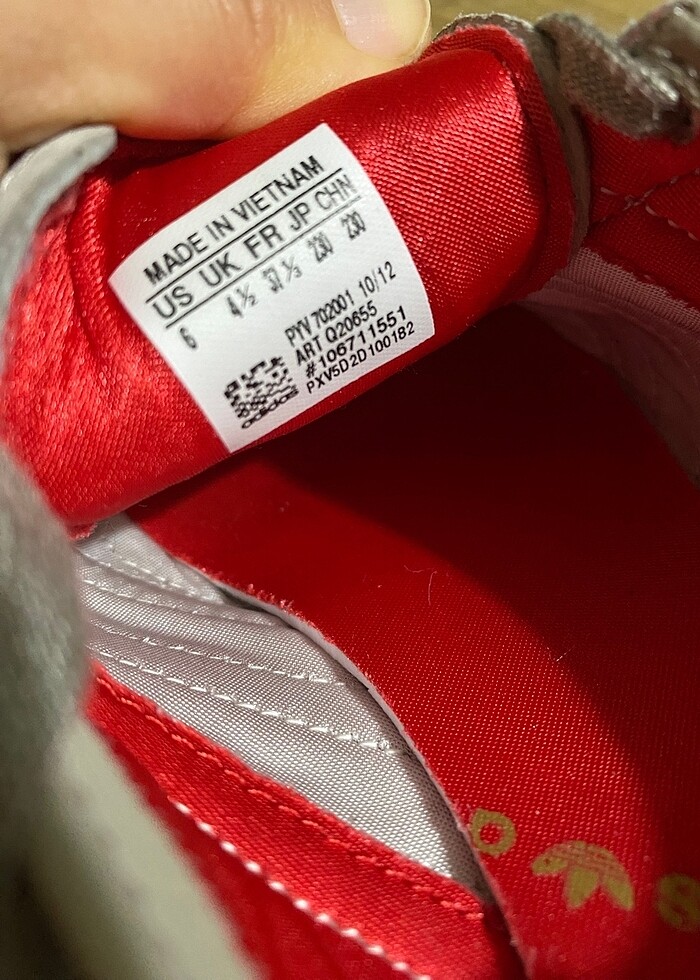 MADE IN VIETNAM
US UK FR JP CHN
6 4½ 37⅓ 230 230
PYV 702001 10/12
ART Q20655
#106711551
PXV5D2D100182
adidas